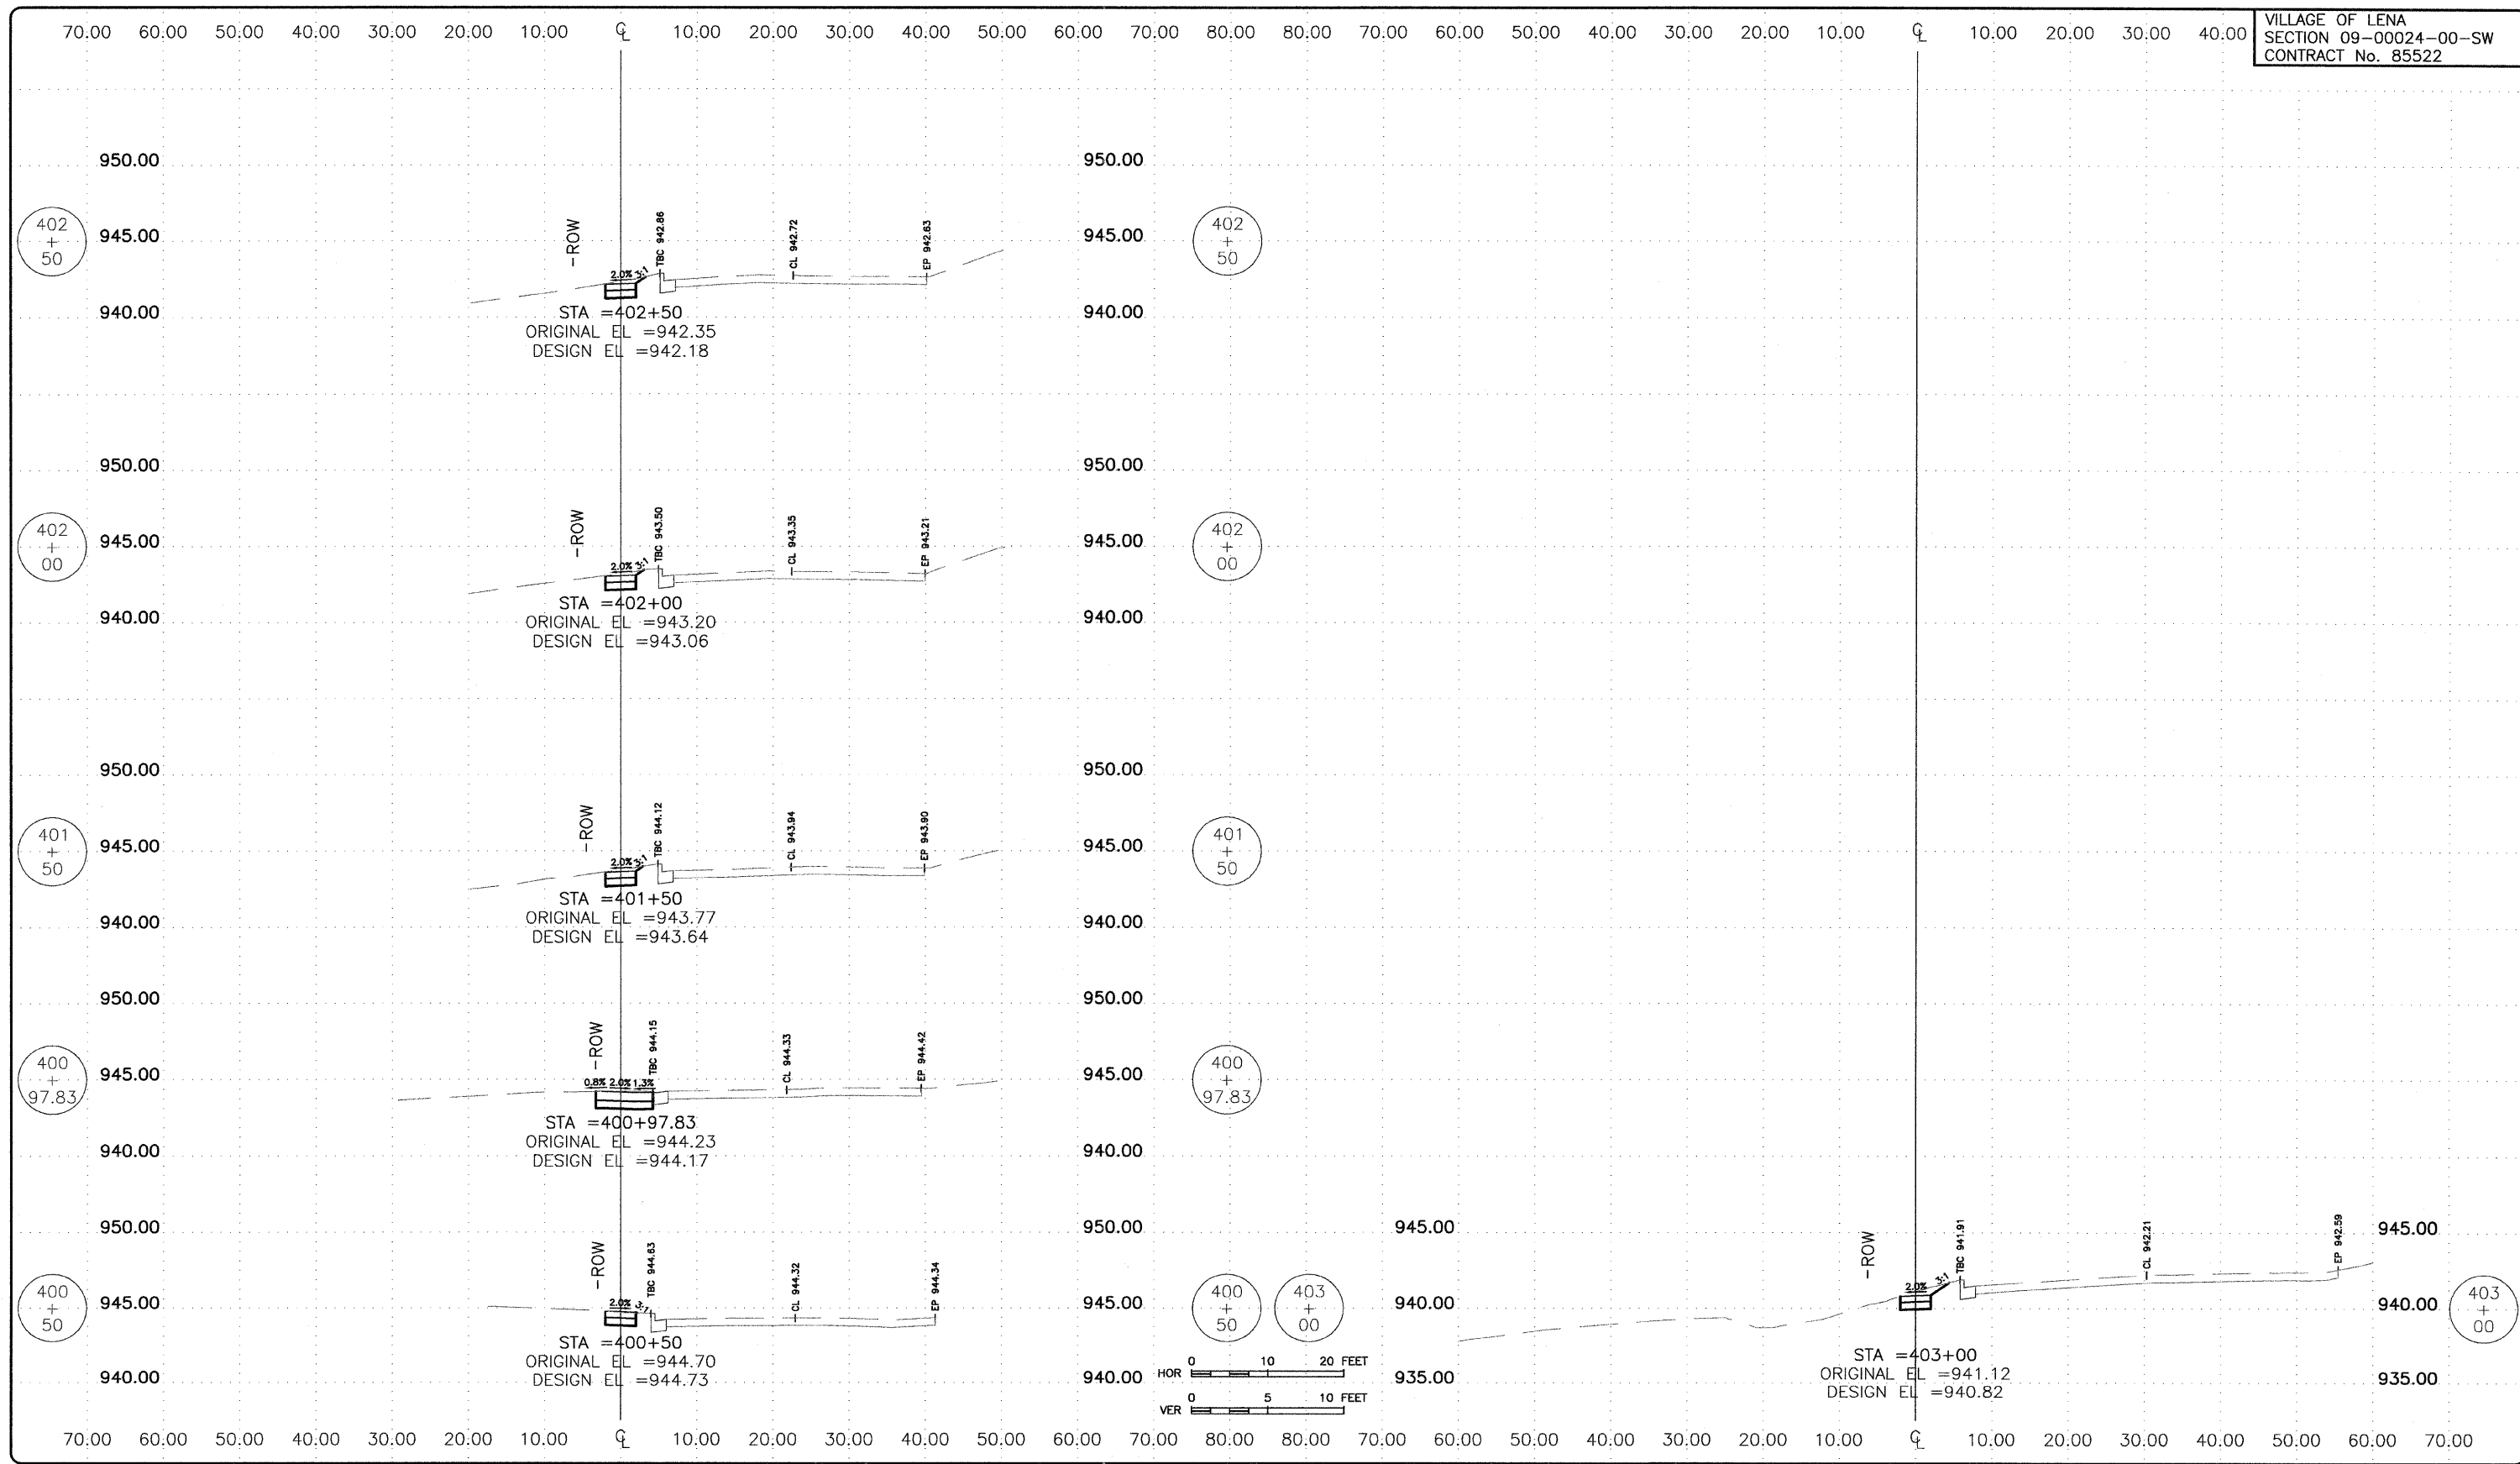 70:00 60:00 50:00 40:00 30:00 20:00 10:00 ℄ 10:00 20:00 30:00 40:00 50:00 60:00 70:00 80:00 70:00 60:00 50:00 40:00 30:00 20:00 10:00 ℄ 10:00 20:00 30:00 40:00
VILLAGE OF LENA
SECTION 09-00024-00-SW
CONTRACT No. 85522
950.00 950.00
402 + 50
945.00 945.00
402 + 50
-ROW
TBC 942.86
CL 942.72
EP 942.63
2.0% 3:1
940.00 940.00
STA =402+50
ORIGINAL EL =942.35
DESIGN EL =942.18
950.00 950.00
402 + 00
945.00 945.00
402 + 00
-ROW
TBC 943.50
CL 943.35
EP 943.21
2.0% 3:1
STA =402+00
940.00 940.00
ORIGINAL EL =943.20
DESIGN EL =943.06
950.00 950.00
401 + 50
945.00 945.00
401 + 50
-ROW
TBC 944.12
CL 943.94
EP 943.90
2.0% 3:1
STA =401+50
940.00 940.00
ORIGINAL EL =943.77
DESIGN EL =943.64
950.00 950.00
400 + 97.83
945.00 945.00
400 + 97.83
-ROW
TBC 944.15
CL 944.33
EP 944.42
0.8% 2.0% 1.3%
STA =400+97.83
940.00 940.00
ORIGINAL EL =944.23
DESIGN EL =944.17
950.00 950.00
400 + 50
945.00 945.00
400 + 50
-ROW
TBC 944.63
CL 944.32
EP 944.34
2.0% 3:1
STA =400+50
ORIGINAL EL =944.70
DESIGN EL =944.73
940.00 940.00
945.00 945.00
403 + 00
940.00 940.00
403 + 00
-ROW
TBC 941.91
CL 942.21
EP 942.59
2.0% 3:1
STA =403+00
ORIGINAL EL =941.12
DESIGN EL =940.82
935.00 935.00
HOR 0 10 20 FEET
VER 0 5 10 FEET
70:00 60:00 50:00 40:00 30:00 20:00 10:00 ℄ 10:00 20:00 30:00 40:00 50:00 60:00 70:00 80:00 70:00 60:00 50:00 40:00 30:00 20:00 10:00 ℄ 10:00 20:00 30:00 40:00 50:00 60:00 70:00